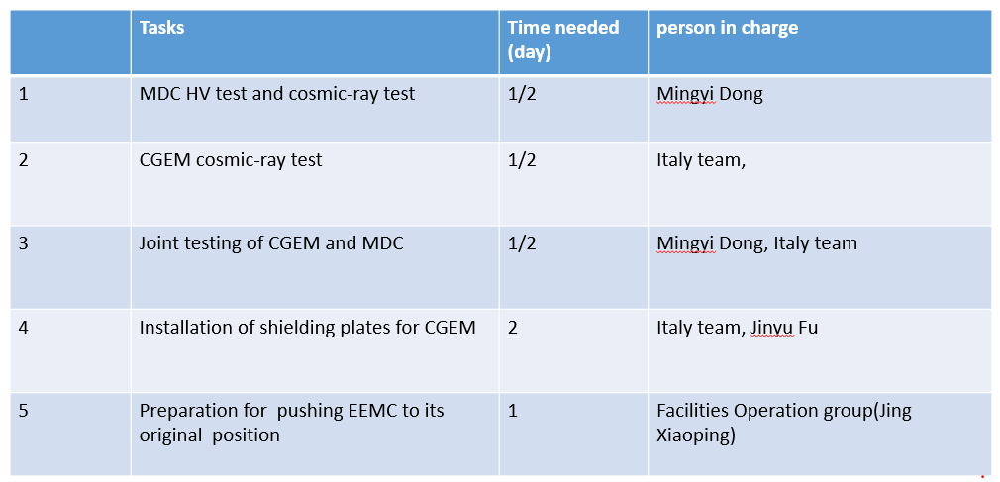 Tasks Time needed person in charge
(day)
1 MDC HV test and cosmic-ray test 1/2 Mingyi Dong
2 CGEM cosmic-ray test 1/2 Italy team,
3 Joint testing of CGEM and MDC 1/2 Mingyi Dong, Italy team
4 Installation of shielding plates for CGEM 2 Italy team, Jinyu Fu
5 Preparation for  pushing EEMC to its 1 Facilities Operation group(Jing
original  position Xiaoping)